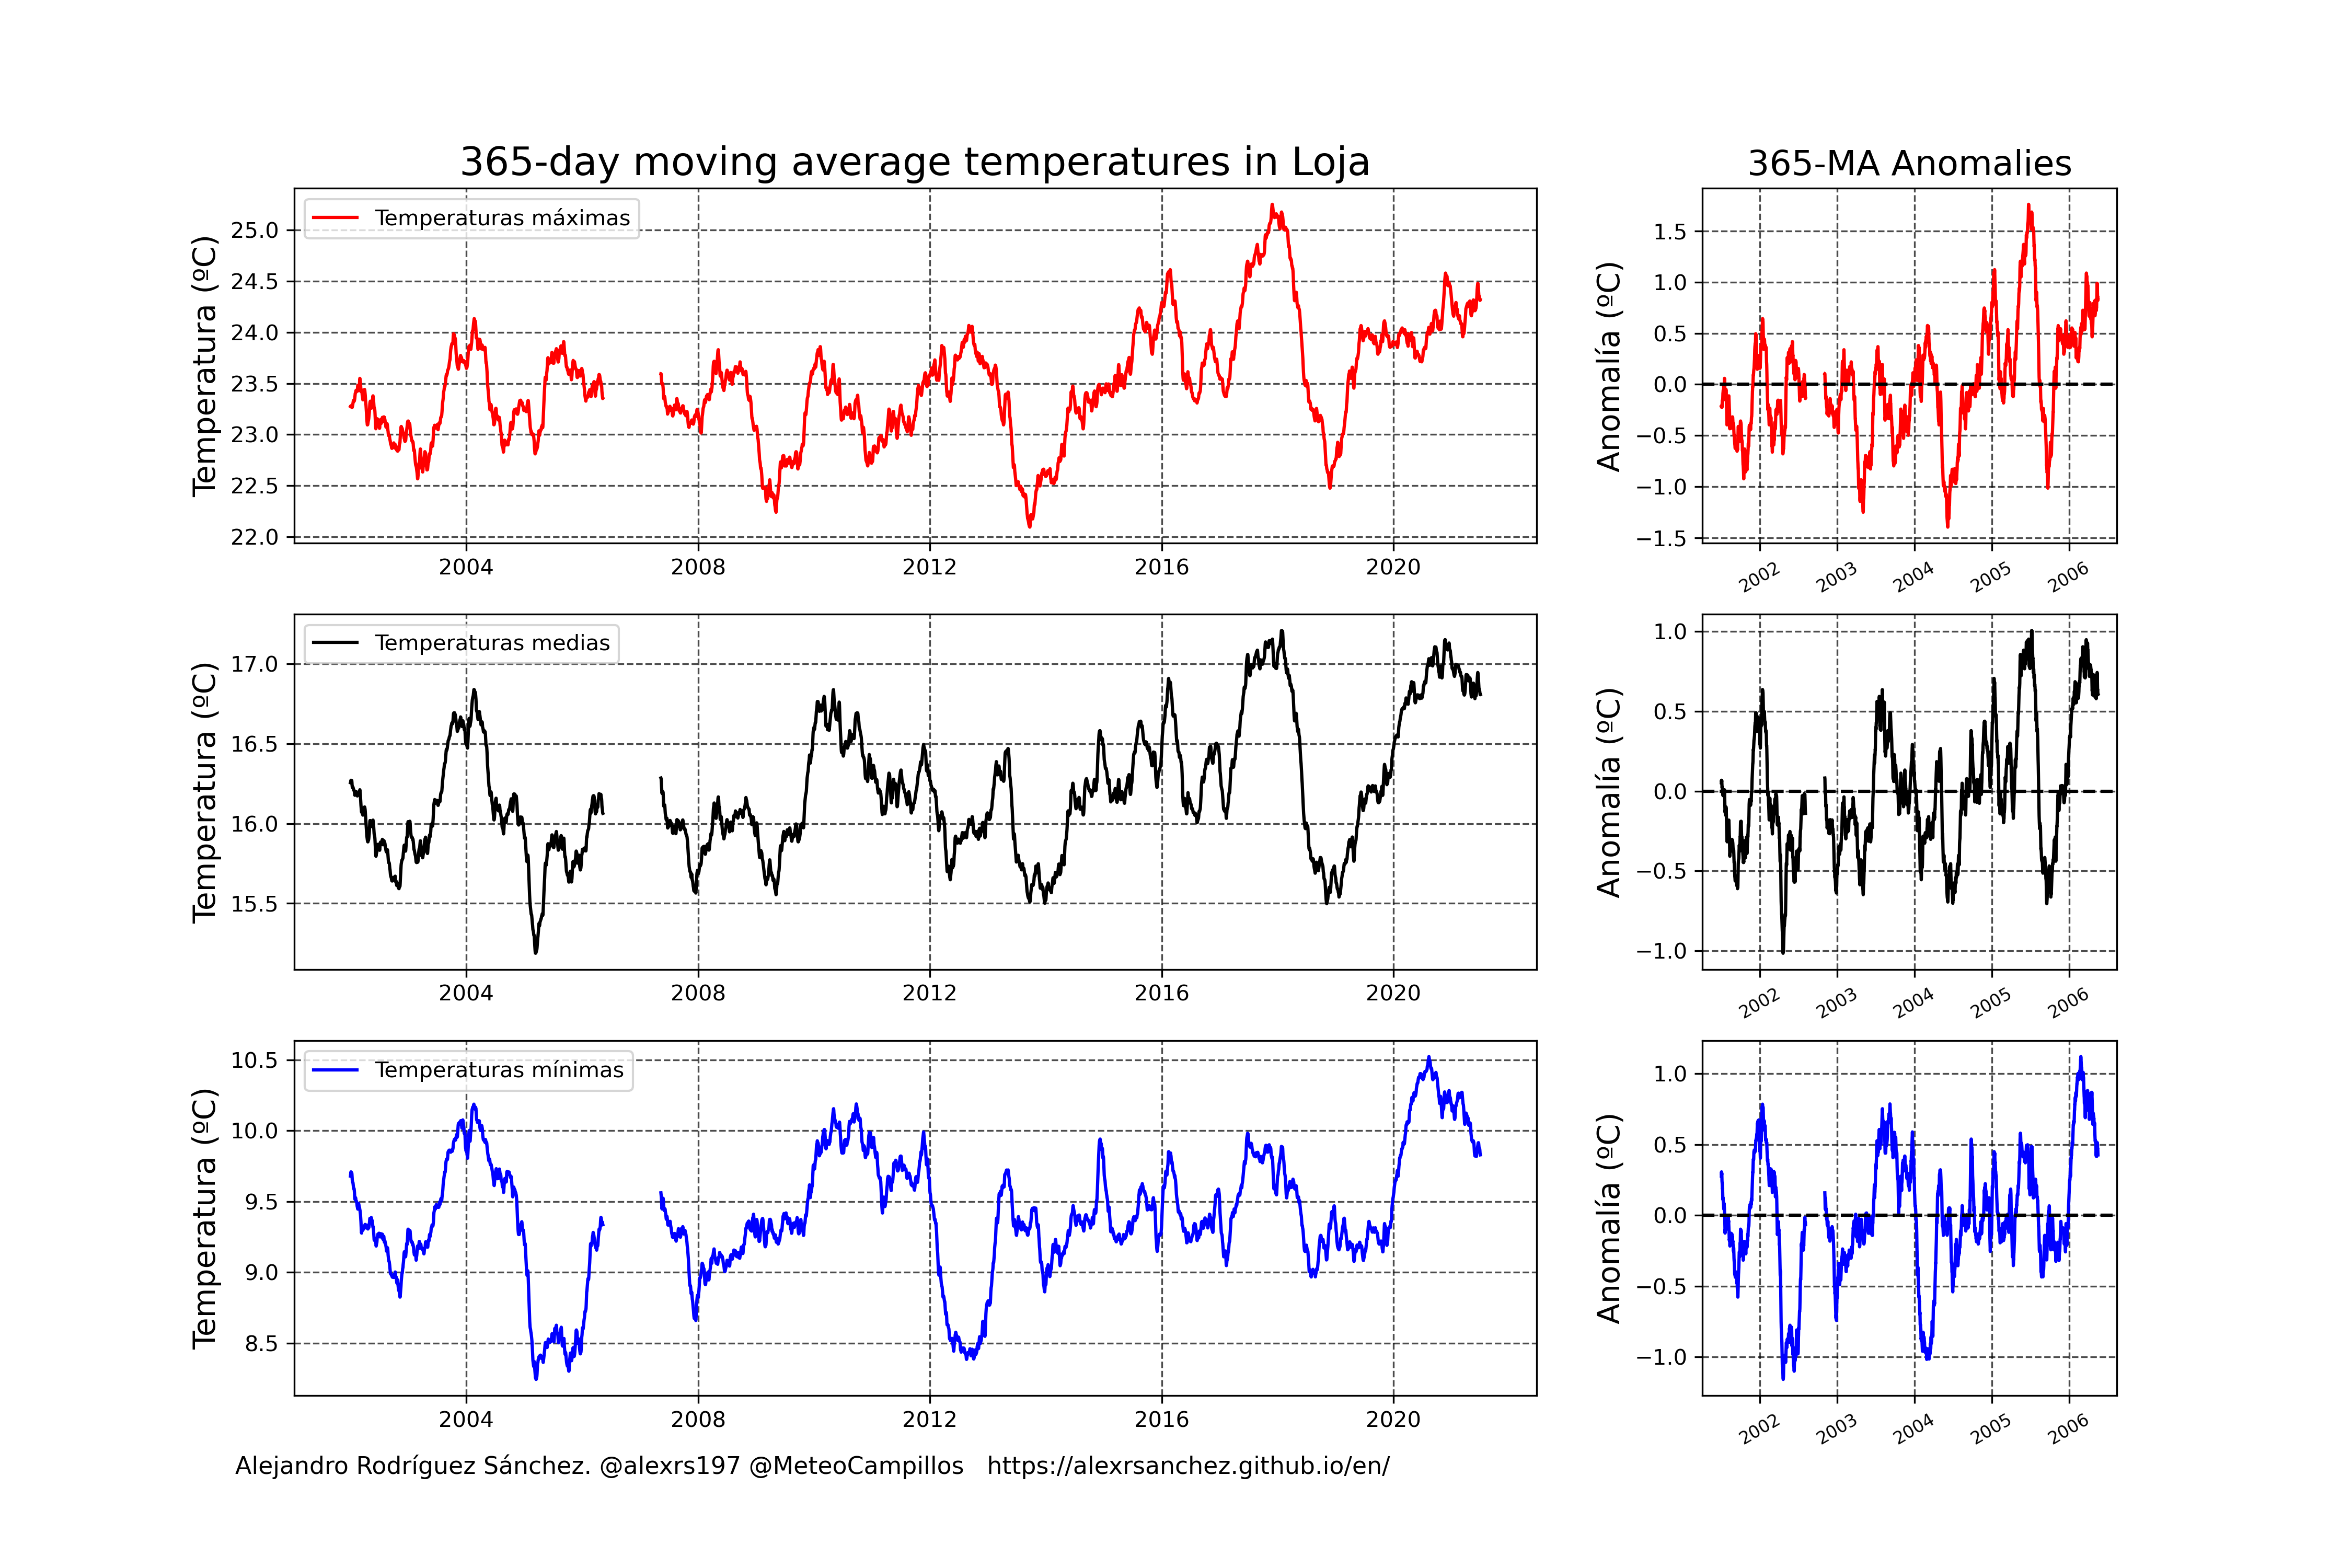 365-day moving average temperatures in Loja
365-MA Anomalies
Temperatura (ºC)
25.0
24.5
24.0
23.5
23.0
22.5
22.0
Temperaturas máximas
2004 2008 2012 2016 2020
Anomalía (ºC)
1.5
1.0
0.5
0.0
−0.5
−1.0
−1.5
2002 2003 2004 2005 2006
Temperatura (ºC)
17.0
16.5
16.0
15.5
Temperaturas medias
2004 2008 2012 2016 2020
Anomalía (ºC)
1.0
0.5
0.0
−0.5
−1.0
2002 2003 2004 2005 2006
Temperatura (ºC)
10.5
10.0
9.5
9.0
8.5
Temperaturas mínimas
2004 2008 2012 2016 2020
Anomalía (ºC)
1.0
0.5
0.0
−0.5
−1.0
2002 2003 2004 2005 2006
Alejandro Rodríguez Sánchez. @alexrs197 @MeteoCampillos https://alexrsanchez.github.io/en/